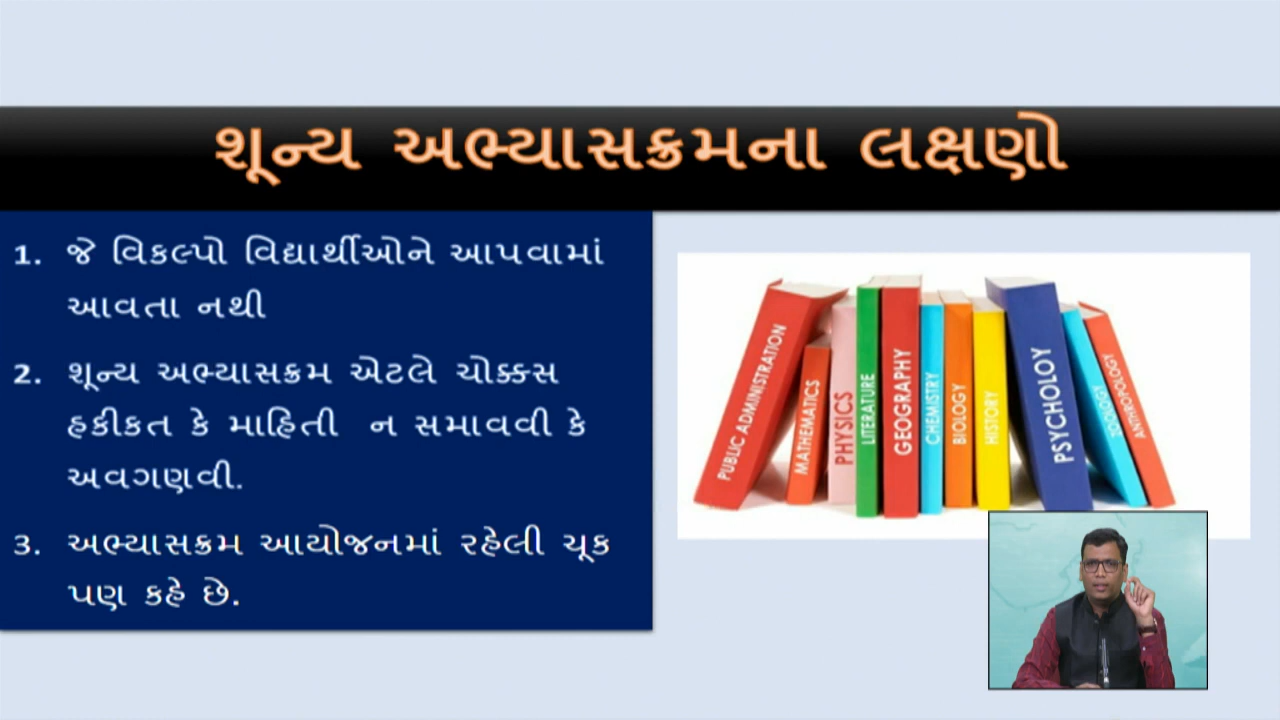 શૂન્ય અભ્યાસક્રમના લક્ષણો
1. જે વિકલ્પો વિદ્યાર્થીઓને આપવામાં
આવતા નથી
2. શૂન્ય અભ્યાસક્રમ એટલે ચોક્કસ
હકીકત કે માહિતી ન સમાવવી કે
અવગણવી.
3. અભ્યાસક્રમ આયોજનમાં રહેલી ચૂક
પણ કહે છે.
PUBLIC ADMINISTRATION
MATHEMATICS
PHYSICS
LITERATURE
GEOGRAPHY
CHEMISTRY
BIOLOGY
HISTORY
PSYCHOLOY
ZOOLOGY
ANTHROPOLOGY